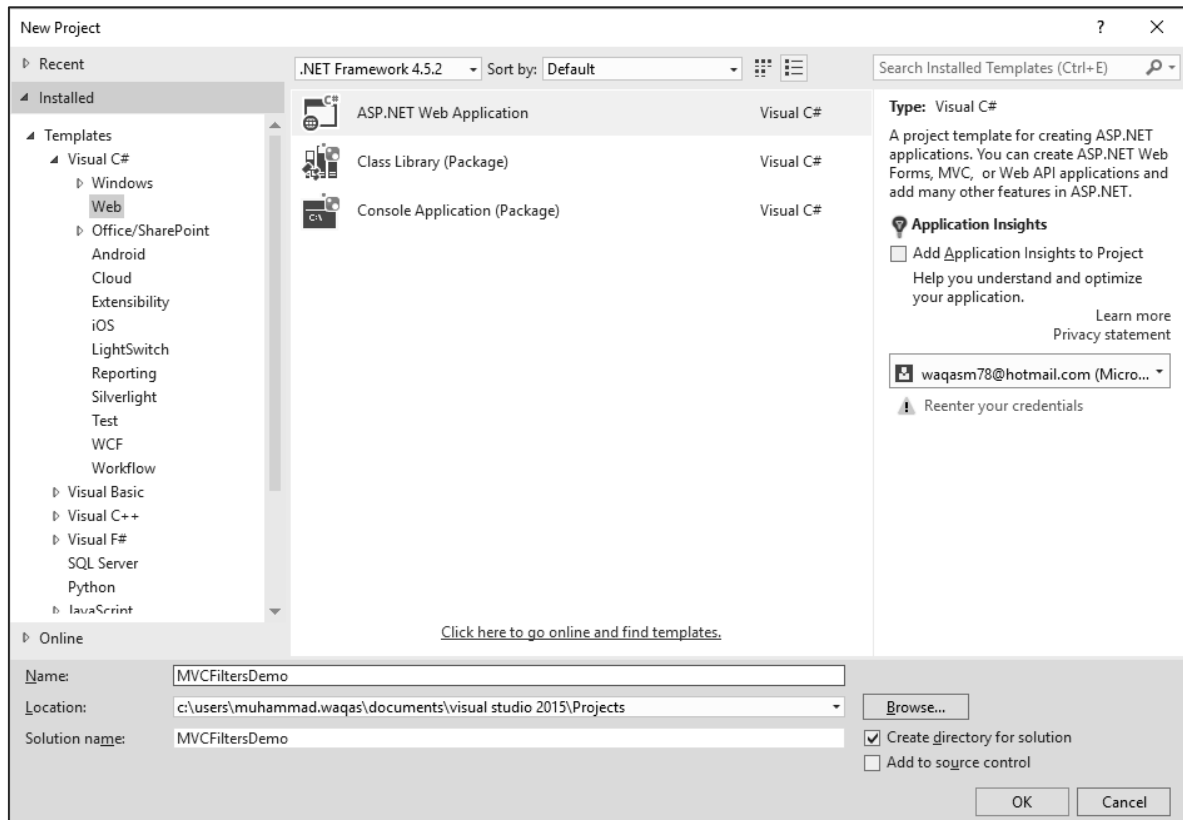 New Project
?
Recent
.NET Framework 4.5.2
Sort by:
Default
Search Installed Templates (Ctrl+E)
Installed
Templates
Visual C#
Windows
Web
Office/SharePoint
Android
Cloud
Extensibility
iOS
LightSwitch
Reporting
Silverlight
Test
WCF
Workflow
Visual Basic
Visual C++
Visual F#
SQL Server
Python
JavaScript
Online
ASP.NET Web Application Visual C#
Class Library (Package) Visual C#
Console Application (Package) Visual C#
Click here to go online and find templates.
Type: Visual C#
A project template for creating ASP.NET
applications. You can create ASP.NET Web
Forms, MVC, or Web API applications and
add many other features in ASP.NET.
Application Insights
Add Application Insights to Project
Help you understand and optimize
your application.
Learn more
Privacy statement
waqasm78@hotmail.com (Micro...
Reenter your credentials
Name: MVCFiltersDemo
Location: c:\users\muhammad.waqas\documents\visual studio 2015\Projects
Browse...
Solution name: MVCFiltersDemo
Create directory for solution
Add to source control
OK
Cancel